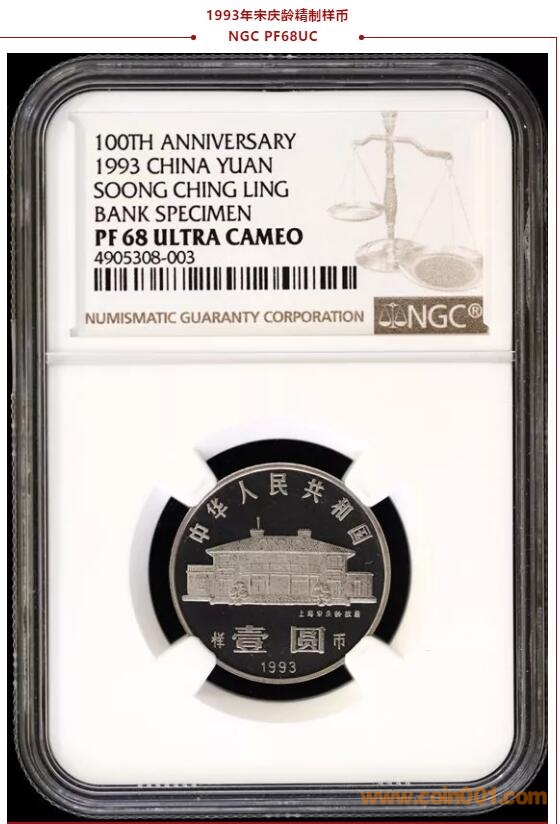 1993年宋庆龄精制样币
NGC PF68UC
100TH ANNIVERSARY
1993 CHINA YUAN
SOONG CHING LING
BANK SPECIMEN
PF 68 ULTRA CAMEO
4905308-003
NUMISMATIC GUARANTY CORPORATION
NGC®
中华人民共和国
上海宋庆龄故居
样 壹 圆 币
1993
www.coin001.com